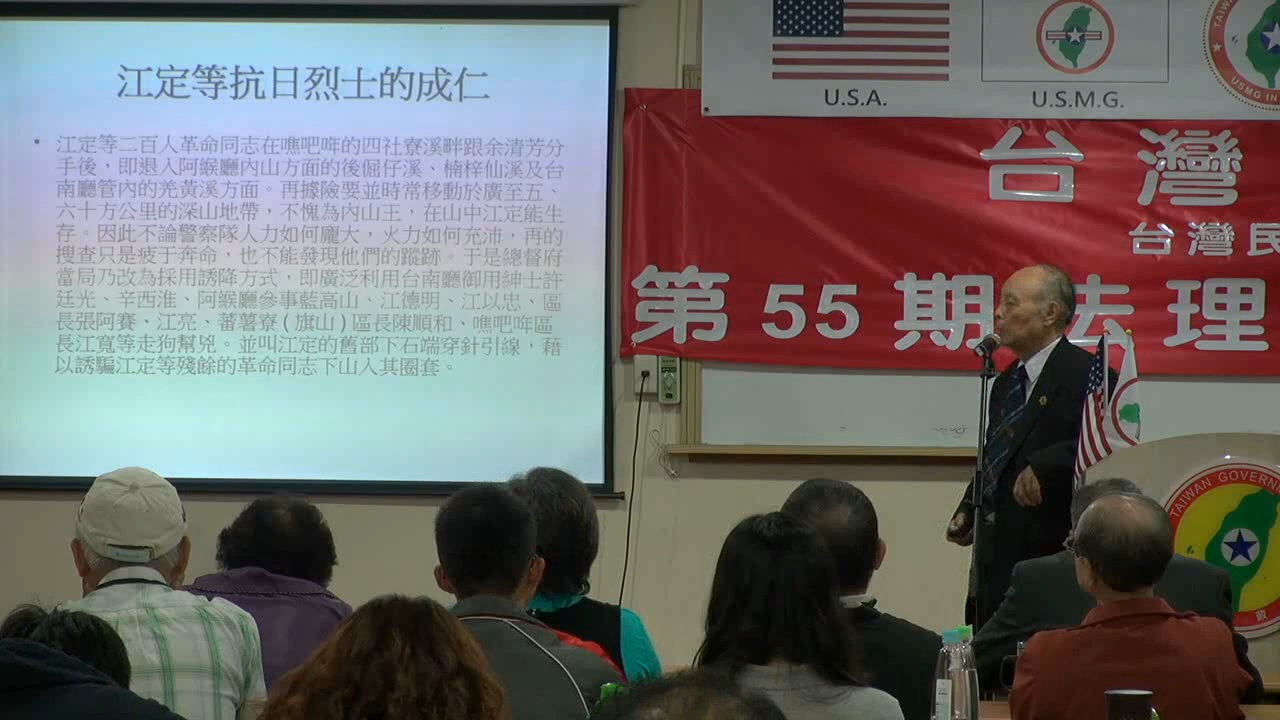 江定等抗日烈士的成仁
• 江定等二百人革命同志在噍吧哖的四社寮溪畔跟余清芳分
手後，即退入阿緱廳內山方面的後倔仔溪、楠梓仙溪及台
南廳管內的羌黃溪方面。再據險要並時常移動於廣至五、
六十方公里的深山地帶，不愧為內山王，在山中江定能生
存。因此不論警察隊人力如何龐大，火力如何充沛，再的
搜查只是疲于奔命，也不能發現他們的蹤跡。于是總督府
當局乃改為採用誘降方式，即廣泛利用台南廳御用紳士許
廷光、辛西淮、阿緱廳參事藍高山、江德明、江以忠、區
長張阿賽、江亮、蕃薯寮(旗山)區長陳順和、噍吧哖區
長江寬等走狗幫兇。並叫江定的舊部下石端穿針引線，藉
以誘騙江定等殘餘的革命同志下山入其圈套。
U.S.A.
U.S.M.G.
TAIWAN
USMG IN
台灣
台灣民
第55期法理
TAIWAN GOVERN